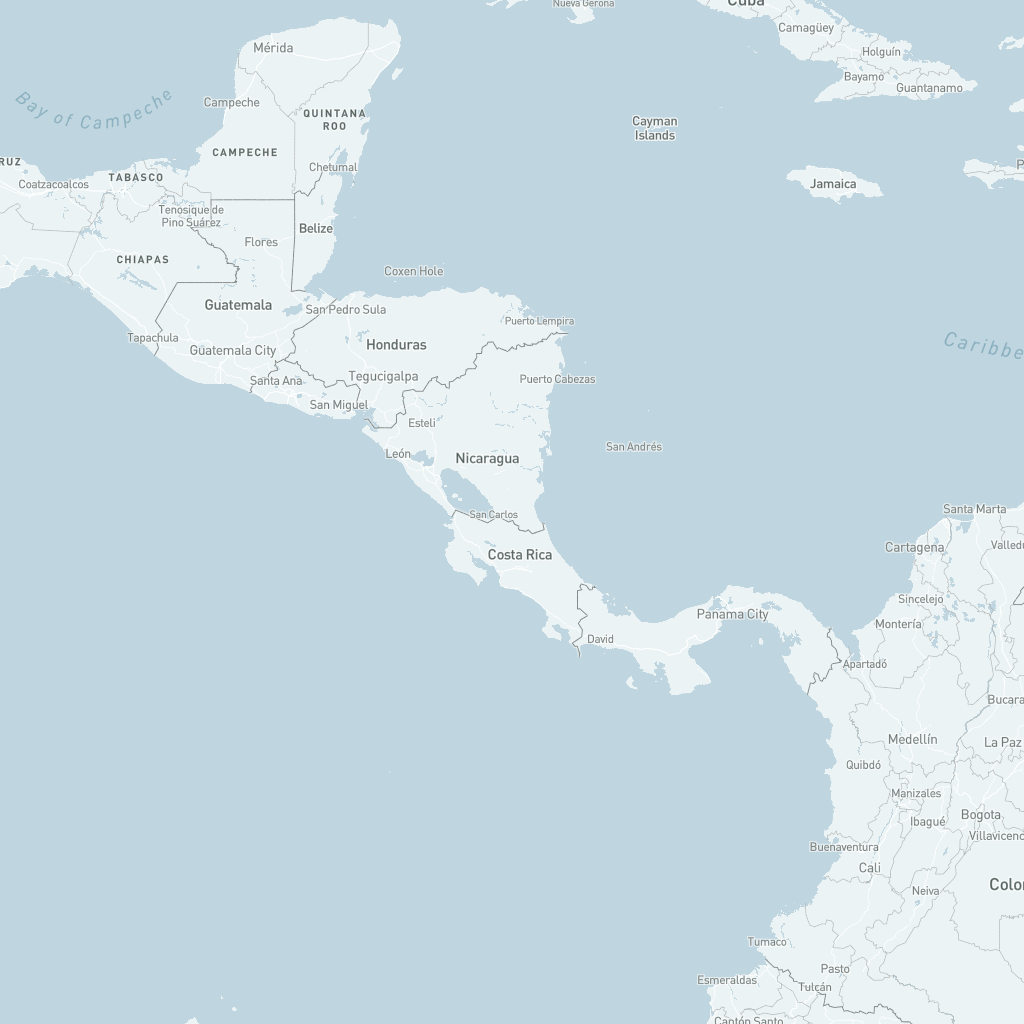 Nueva Gerona
Cuba
Camagüey
Mérida
Holguín
Bayamo
Guantanamo
Bay of Campeche
Campeche
QUINTANA
ROO
Cayman
Islands
CAMPECHE
RUZ
Chetumal
TABASCO
Coatzacoalcos
Jamaica
P
Tenosique de
Pino Suárez
Belize
Flores
CHIAPAS
Coxen Hole
Guatemala
San Pedro Sula
Puerto Lempira
Tapachula
Honduras
Caribbe
Guatemala City
Tegucigalpa
Santa Ana
Puerto Cabezas
San Miguel
Estelí
San Andrés
León
Nicaragua
San Carlos
Santa Marta
Cartagena
Valledu
Costa Rica
Sincelejo
Panama City
Montería
David
Apartadó
Bucara
Medellín
La Paz
Quibdó
Manizales
Bogota
Ibagué
Villavicenc
Buenaventura
Cali
Neiva
Colo
Tumaco
Pasto
Esmeraldas
Tulcán
Cantón Santo